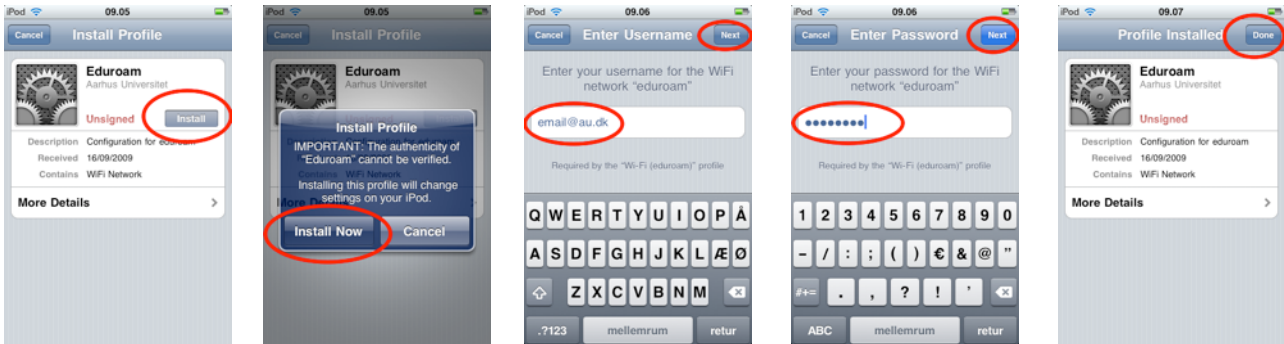 iPod 09.05
Cancel Install Profile
Eduroam
Aarhus Universitet
Unsigned Install
Description Configuration for eduroam
Received 16/09/2009
Contains WiFi Network
More Details
iPod 09.05
Cancel Install Profile
Eduroam
Aarhus Universitet
Install Profile
IMPORTANT: The authenticity of
"Eduroam" cannot be verified.
Installing this profile will change
settings on your iPod.
Install Now Cancel
iPod 09.06
Cancel Enter Username Next
Enter your username for the WiFi
network "eduroam"
email@au.dk
Required by the "Wi-Fi (eduroam)" profile
Q W E R T Y U I O P Å
A S D F G H J K L Æ Ø
Z X C V B N M
.?123 mellemrum retur
iPod 09.06
Cancel Enter Password Next
Enter your password for the WiFi
network "eduroam"
●●●●●●●●
Required by the "Wi-Fi (eduroam)" profile
1 2 3 4 5 6 7 8 9 0
- / : ; ( ) € & @ "
#+= . , ? ! '
ABC mellemrum retur
iPod 09.07
Profile Installed Done
Eduroam
Aarhus Universitet
Unsigned
Description Configuration for eduroam
Received 16/09/2009
Contains WiFi Network
More Details